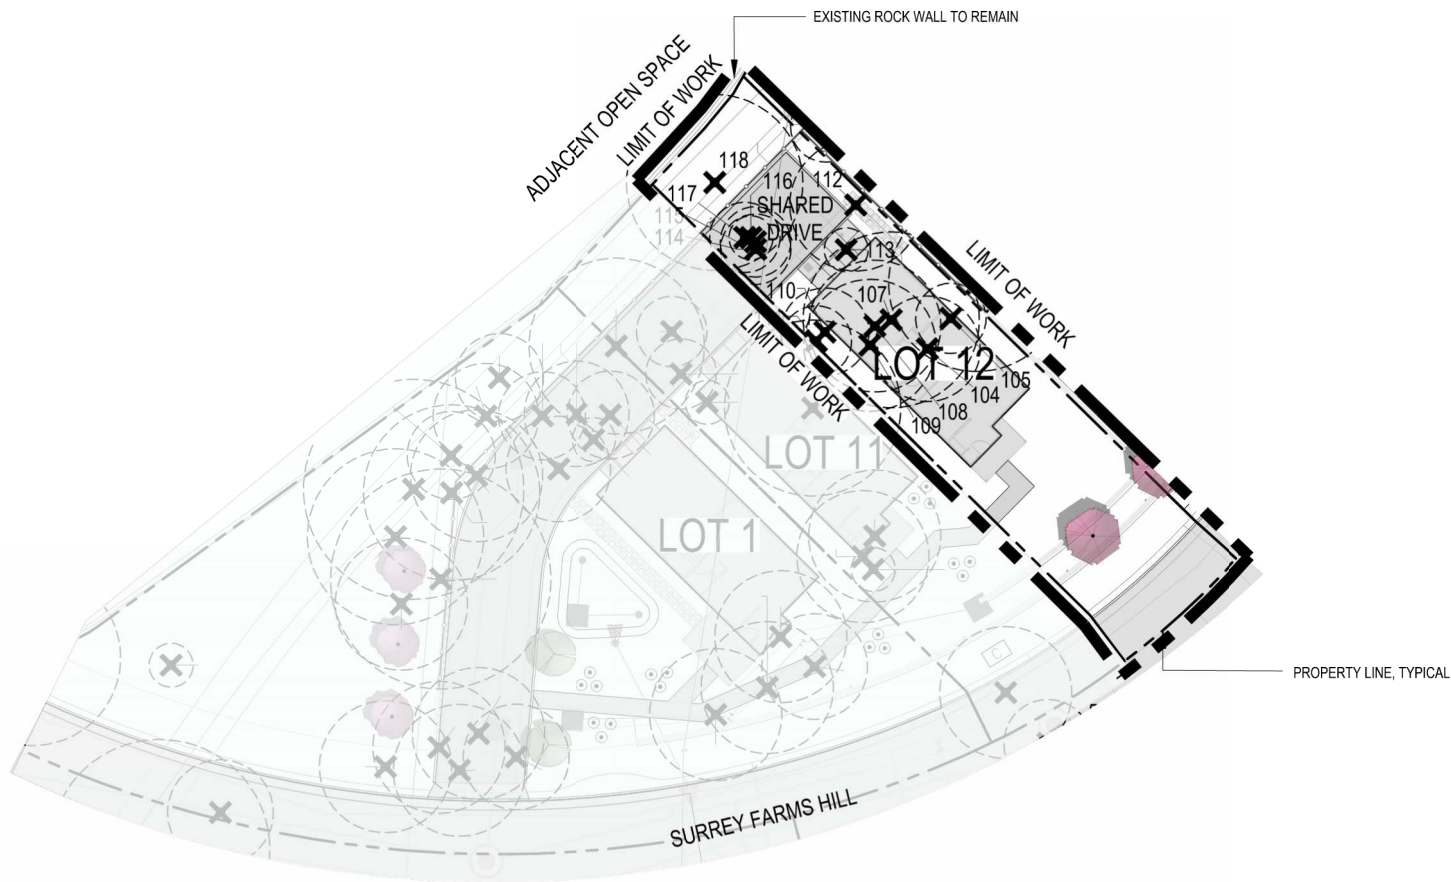 EXISTING ROCK WALL TO REMAIN
ADJACENT OPEN SPACE
LIMIT OF WORK
118
116
112
117
SHARED
115
DRIVE
114
113
LIMIT OF WORK
110
107
LIMIT OF WORK
LOT 12
105
104
108
109
LOT 11
LOT 1
C
PROPERTY LINE, TYPICAL
SURREY FARMS HILL